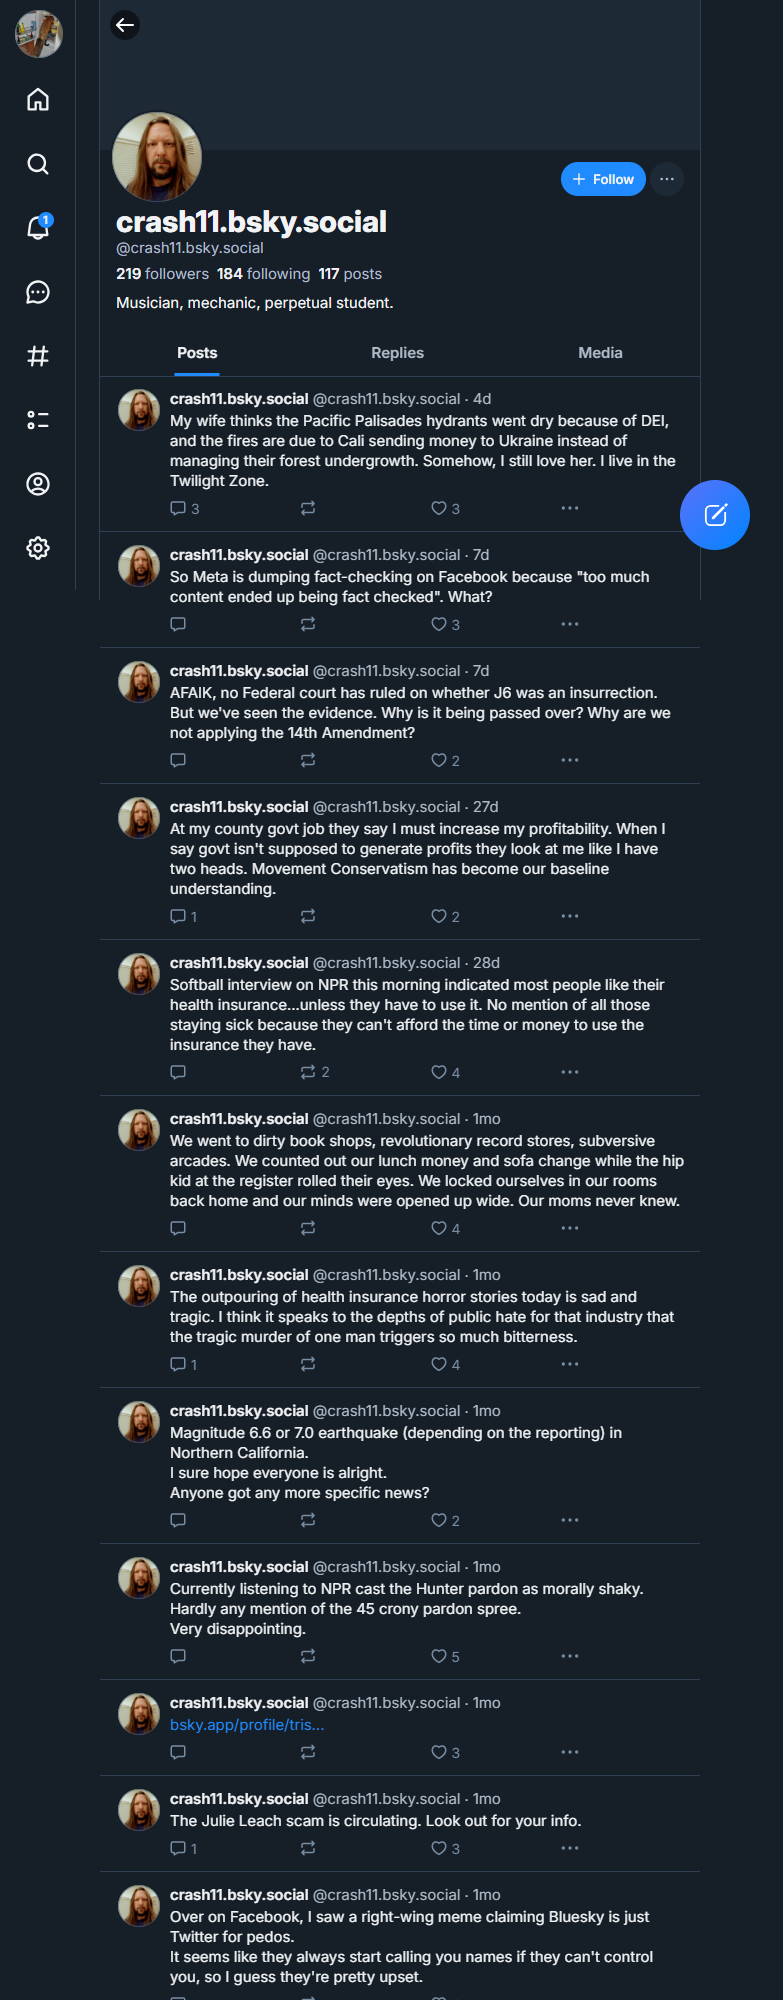 1
Follow
crash11.bsky.social
@crash11.bsky.social
219 followers 184 following 117 posts
Musician, mechanic, perpetual student.
Posts Replies Media
crash11.bsky.social @crash11.bsky.social · 4d
My wife thinks the Pacific Palisades hydrants went dry because of DEI,
and the fires are due to Cali sending money to Ukraine instead of
managing their forest undergrowth. Somehow, I still love her. I live in the
Twilight Zone.
3 3
crash11.bsky.social @crash11.bsky.social · 7d
So Meta is dumping fact-checking on Facebook because "too much
content ended up being fact checked". What?
3
crash11.bsky.social @crash11.bsky.social · 7d
AFAIK, no Federal court has ruled on whether J6 was an insurrection.
But we've seen the evidence. Why is it being passed over? Why are we
not applying the 14th Amendment?
2
crash11.bsky.social @crash11.bsky.social · 27d
At my county govt job they say I must increase my profitability. When I
say govt isn't supposed to generate profits they look at me like I have
two heads. Movement Conservatism has become our baseline
understanding.
1 2
crash11.bsky.social @crash11.bsky.social · 28d
Softball interview on NPR this morning indicated most people like their
health insurance...unless they have to use it. No mention of all those
staying sick because they can't afford the time or money to use the
insurance they have.
2 4
crash11.bsky.social @crash11.bsky.social · 1mo
We went to dirty book shops, revolutionary record stores, subversive
arcades. We counted out our lunch money and sofa change while the hip
kid at the register rolled their eyes. We locked ourselves in our rooms
back home and our minds were opened up wide. Our moms never knew.
4
crash11.bsky.social @crash11.bsky.social · 1mo
The outpouring of health insurance horror stories today is sad and
tragic. I think it speaks to the depths of public hate for that industry that
the tragic murder of one man triggers so much bitterness.
1 4
crash11.bsky.social @crash11.bsky.social · 1mo
Magnitude 6.6 or 7.0 earthquake (depending on the reporting) in
Northern California.
I sure hope everyone is alright.
Anyone got any more specific news?
2
crash11.bsky.social @crash11.bsky.social · 1mo
Currently listening to NPR cast the Hunter pardon as morally shaky.
Hardly any mention of the 45 crony pardon spree.
Very disappointing.
5
crash11.bsky.social @crash11.bsky.social · 1mo
bsky.app/profile/tris...
3
crash11.bsky.social @crash11.bsky.social · 1mo
The Julie Leach scam is circulating. Look out for your info.
1 3
crash11.bsky.social @crash11.bsky.social · 1mo
Over on Facebook, I saw a right-wing meme claiming Bluesky is just
Twitter for pedos.
It seems like they always start calling you names if they can't control
you, so I guess they're pretty upset.